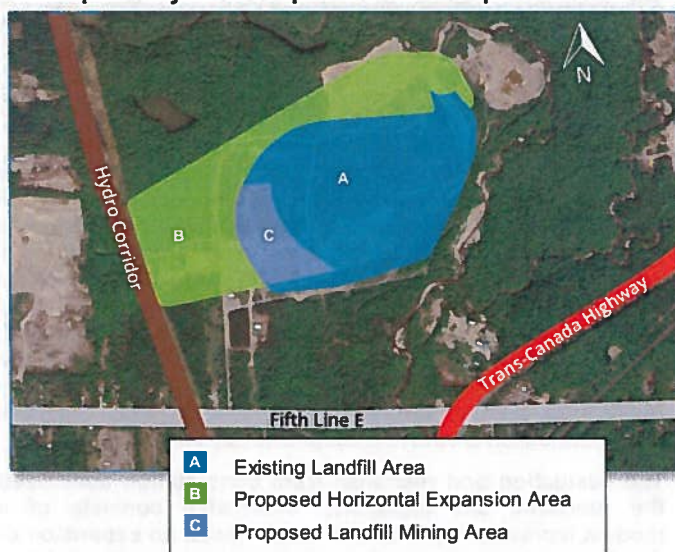 N
A
B
C
Hydro Corridor
Trans-Canada Highway
Fifth Line E
A Existing Landfill Area
B Proposed Horizontal Expansion Area
C Proposed Landfill Mining Area